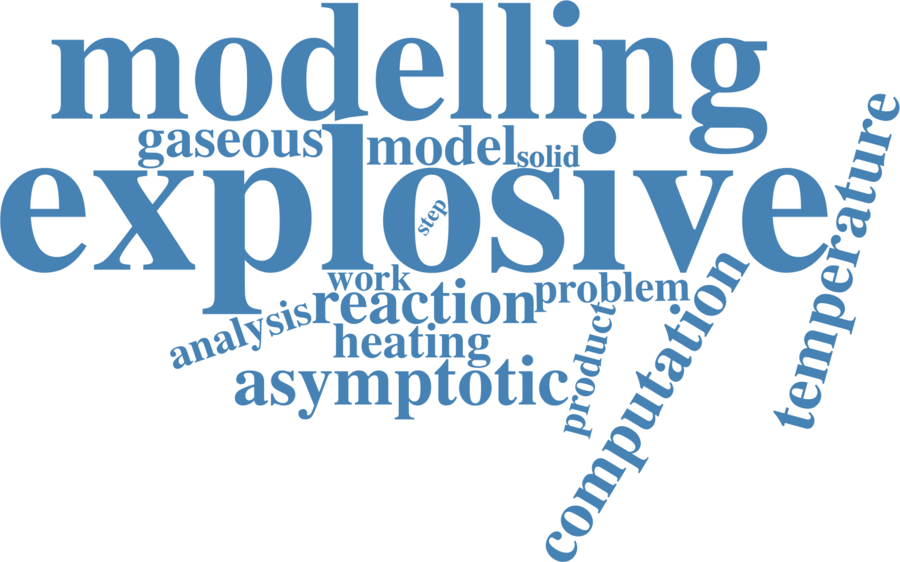 modelling
gaseous
model
solid
explosive
step
work
reaction
problem
analysis
heating
product
asymptotic
computation
temperature